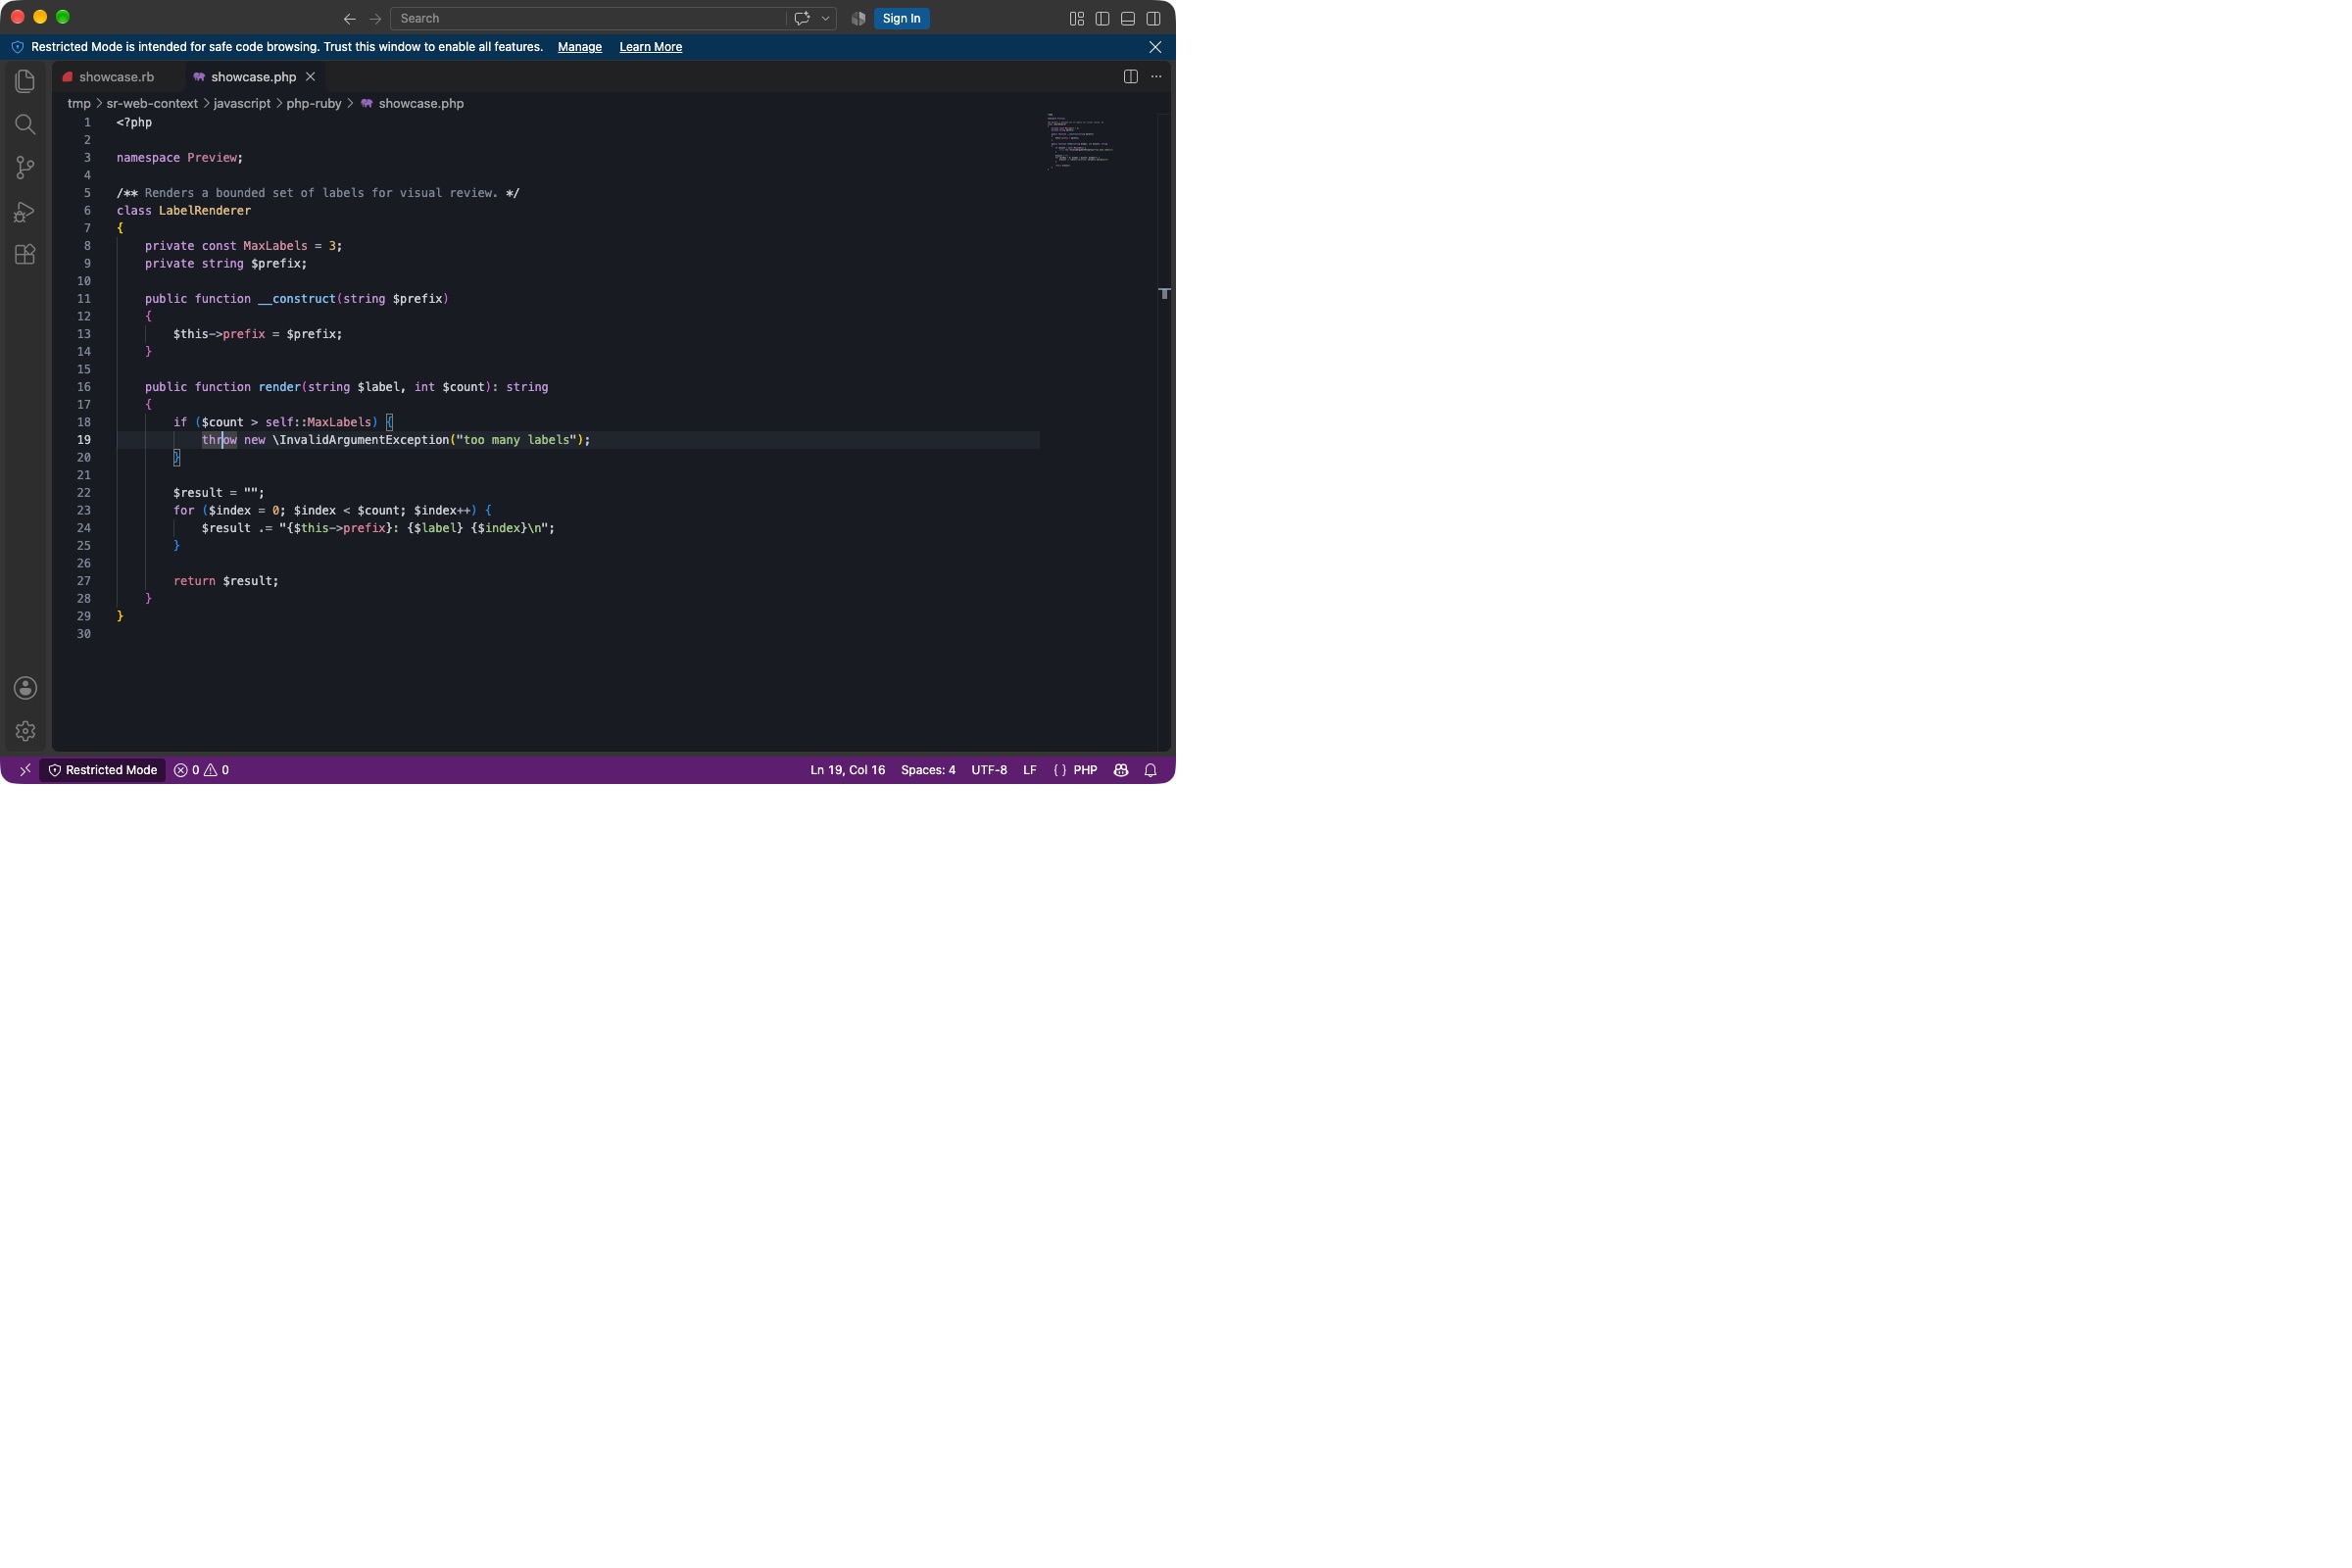 Search
Sign In
Restricted Mode is intended for safe code browsing. Trust this window to enable all features. Manage Learn More
showcase.rb showcase.php
tmp > sr-web-context > javascript > php-ruby > showcase.php
1 <?php
2
3 namespace Preview;
4
5 /** Renders a bounded set of labels for visual review. */
6 class LabelRenderer
7 {
8     private const MaxLabels = 3;
9     private string $prefix;
10
11     public function __construct(string $prefix)
12     {
13         $this->prefix = $prefix;
14     }
15
16     public function render(string $label, int $count): string
17     {
18         if ($count > self::MaxLabels) {
19             throw new \InvalidArgumentException("too many labels");
20         }
21
22         $result = "";
23         for ($index = 0; $index < $count; $index++) {
24             $result .= "{$this->prefix}: {$label} {$index}\n";
25         }
26
27         return $result;
28     }
29 }
30
Restricted Mode 0 0 Ln 19, Col 16 Spaces: 4 UTF-8 LF { } PHP